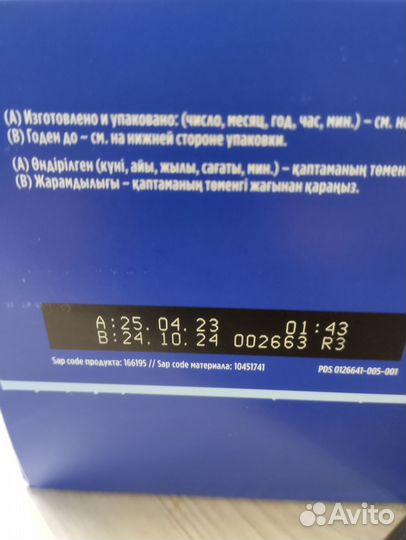 (А) Изготовлено и упаковано: (число, месяц, год, час, мин.) – см. на
(В) Годен до – см. на нижней стороне упаковки.
(А) Өндірілген (күні, айы, жылы, сағаты, мин.) – қаптаманың төмен
(В) Жарамдылығы – қаптаманың төменгі жағынан қараңыз.
A:25. 04. 23 01:43
B:24. 10. 24 002663 R3
Sap code продукта: 166195 // Sap code материала: 10451741
PDS 0126641-005-001
Avito